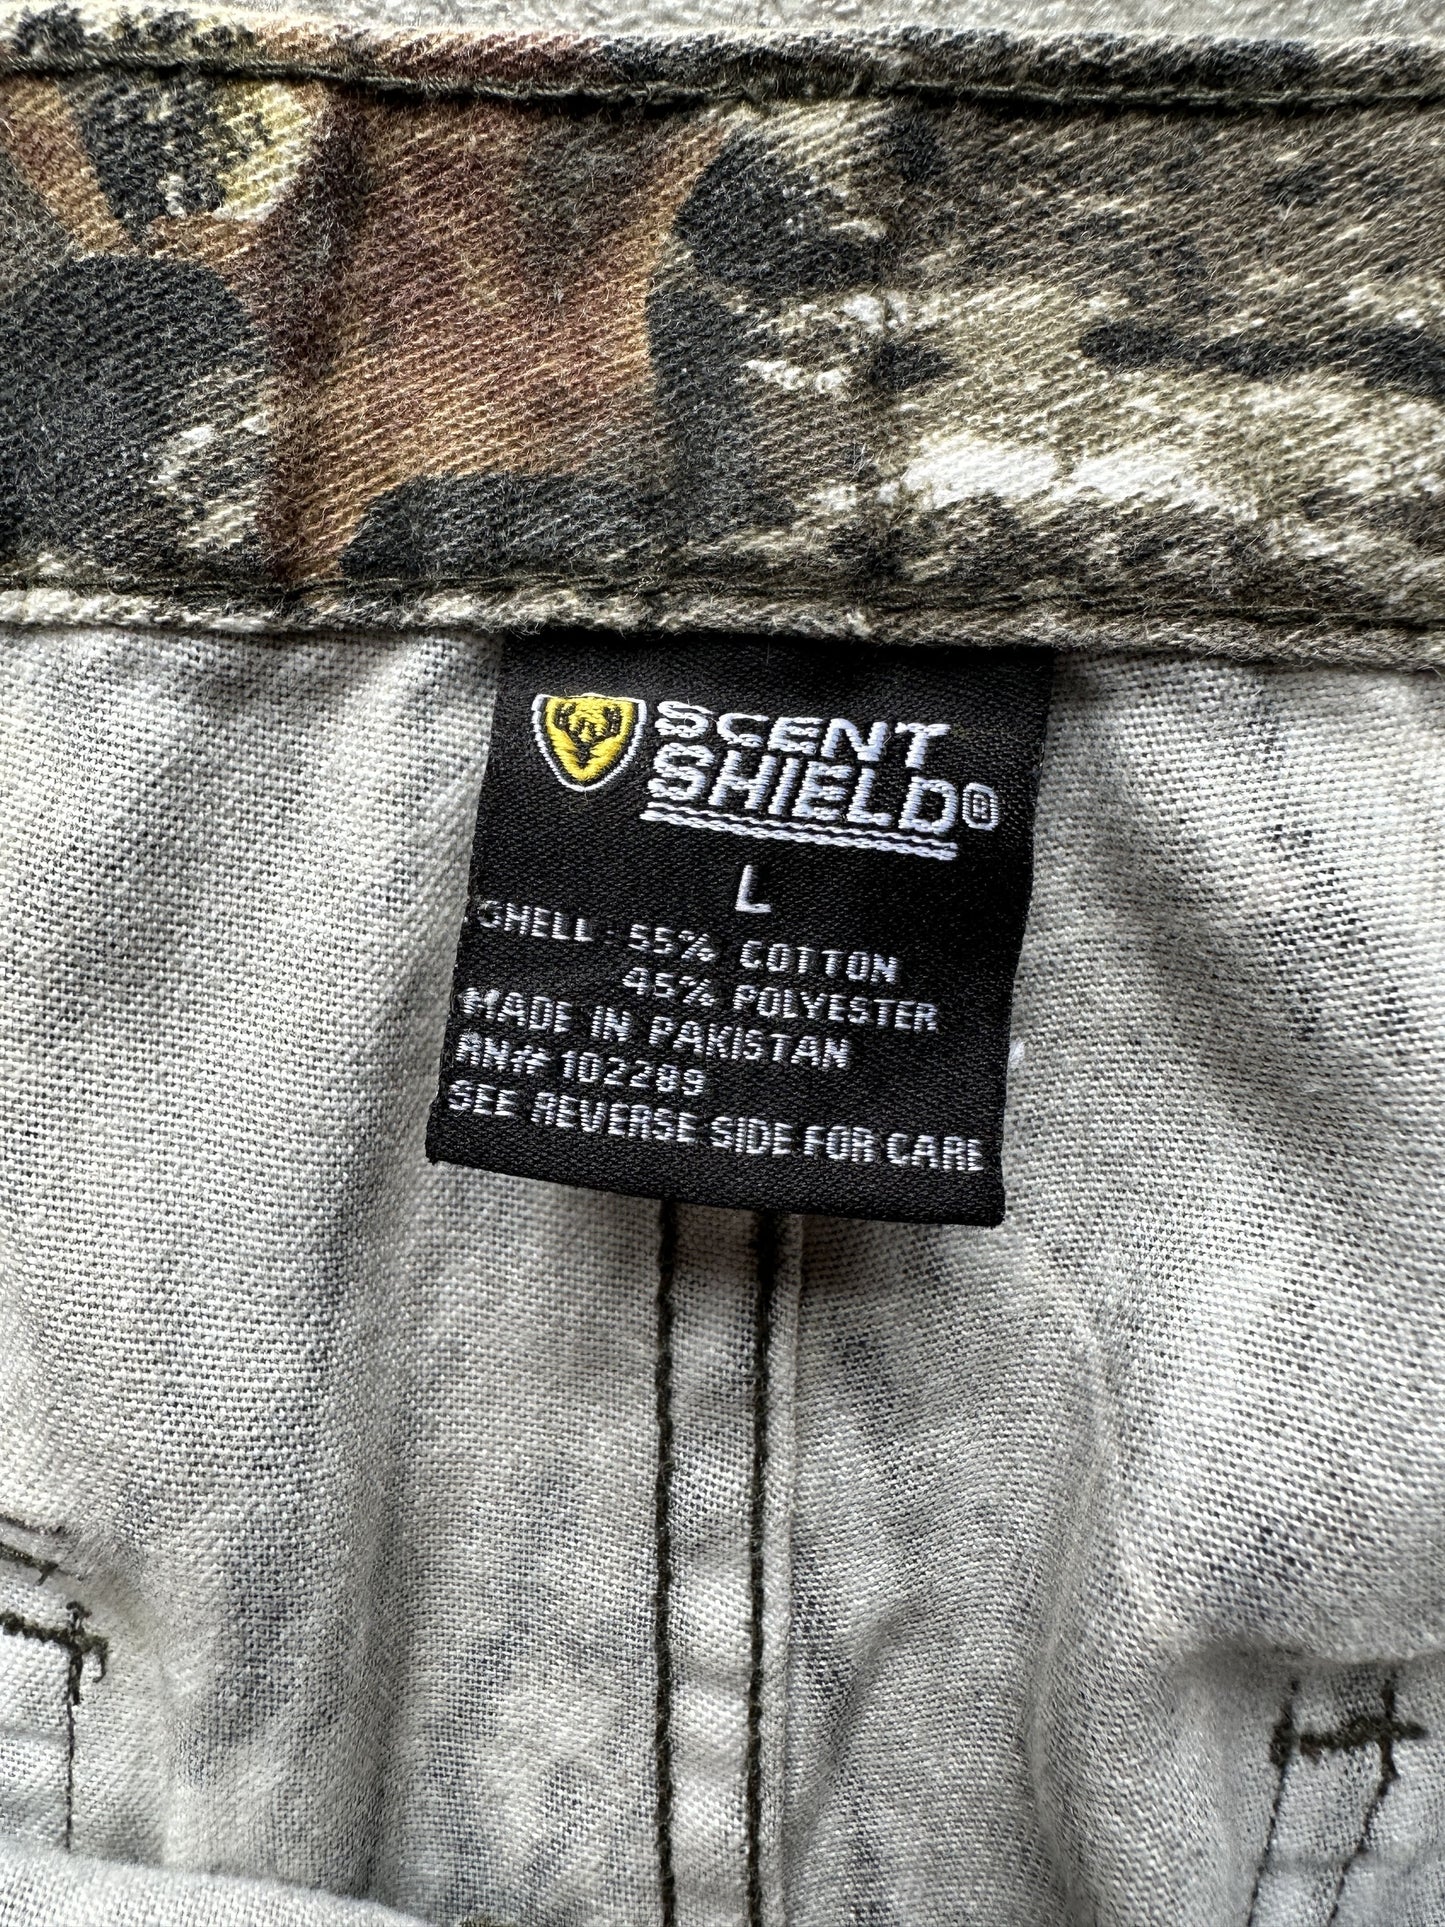 SCENT
SHIELD®
L
SHELL: 55% COTTON
45% POLYESTER
MADE IN PAKISTAN
RN# 102289
SEE REVERSE SIDE FOR CARE